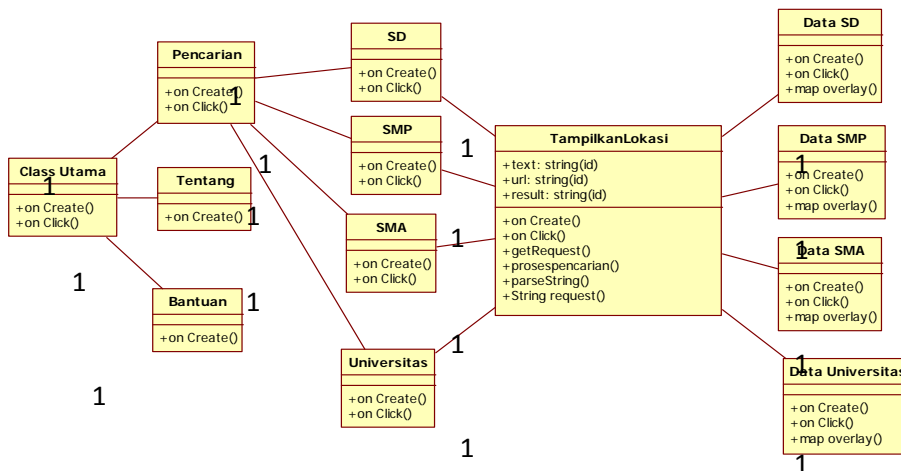 Class Utama
+on Create()
+on Click()
1
Pencarian
+on Create()
+on Click()
1
Tentang
+on Create()
1
Bantuan
+on Create()
1
1
1
1
SD
+on Create()
+on Click()
1
SMP
+on Create()
+on Click()
SMA
+on Create()
+on Click()
1
Universitas
+on Create()
+on Click()
1
1
TampilkanLokasi
+text: string(id)
+url: string(id)
+result: string(id)
+on Create()
+on Click()
+getRequest()
+prosespencarian()
+parseString()
+String request()
Data SD
+on Create()
+on Click()
+map overlay()
Data SMP
1
+on Create()
+on Click()
+map overlay()
Data SMA
1
+on Create()
+on Click()
+map overlay()
1
Data Universitas
+on Create()
+on Click()
+map overlay()
1